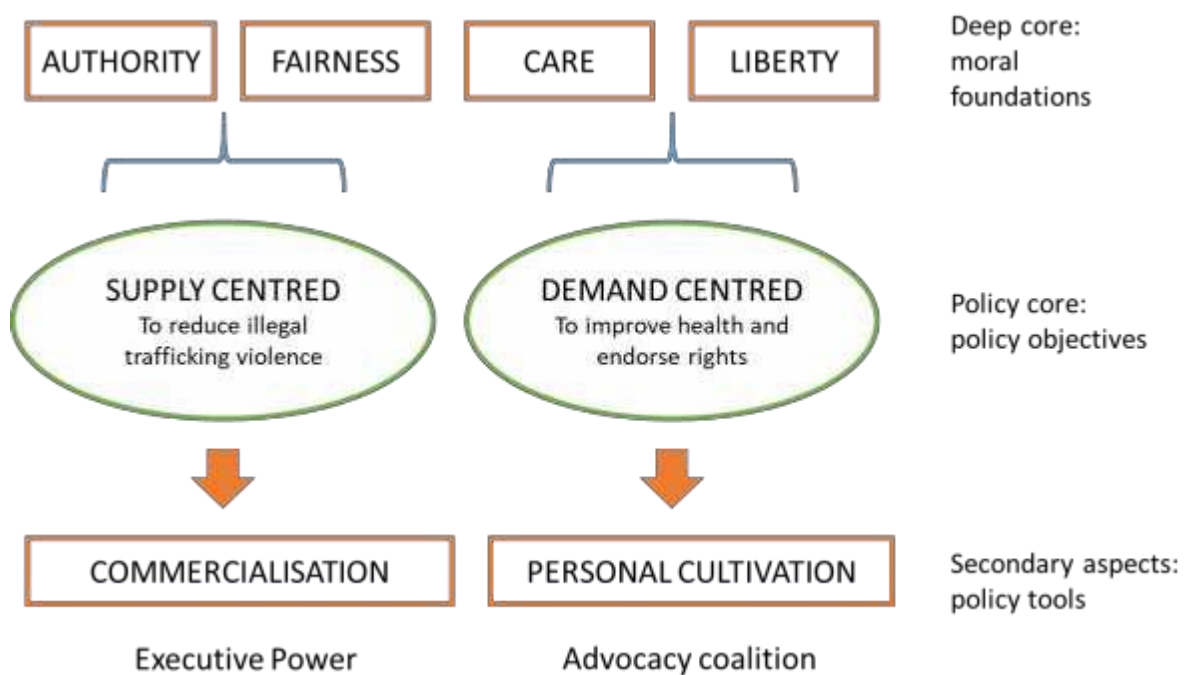 AUTHORITY
FAIRNESS
CARE
LIBERTY
Deep core:
moral
foundations
SUPPLY CENTRED
To reduce illegal
trafficking violence
DEMAND CENTRED
To improve health and
endorse rights
Policy core:
policy objectives
COMMERCIALISATION
PERSONAL CULTIVATION
Secondary aspects:
policy tools
Executive Power
Advocacy coalition